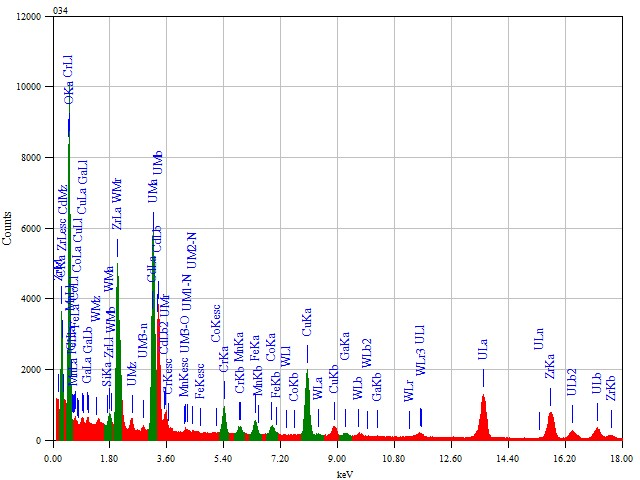 034
12000
10000
8000
6000
4000
2000
0
Counts
OKa CrLl
ZrLesc CdMz
CuLa GaLl
CoLa CuLl
GaLa GaLb
WMz
SiKa
ZrLl WMb
WMa
ZrLa WMr
UMz
UM3-n
UMa
UMb
CdLa
CdLb
CdLb2 UMr
CrKesc
MnKesc
UM3-O UM1-N
UM2-N
FeKesc
CoKesc
CrKa
CrKb MnKa
MnKb FeKa
FeKb
CoKa
WLl
CoKb
CuKa
WLa
CuKb
GaKa
WLb
WLb2
GaKb
WLr
WLr3 ULl
ULa
ULn
ZrKa
ULb2
ULb
ZrKb
0.00 1.80 3.60 5.40 7.20 9.00 10.80 12.60 14.40 16.20 18.00
keV